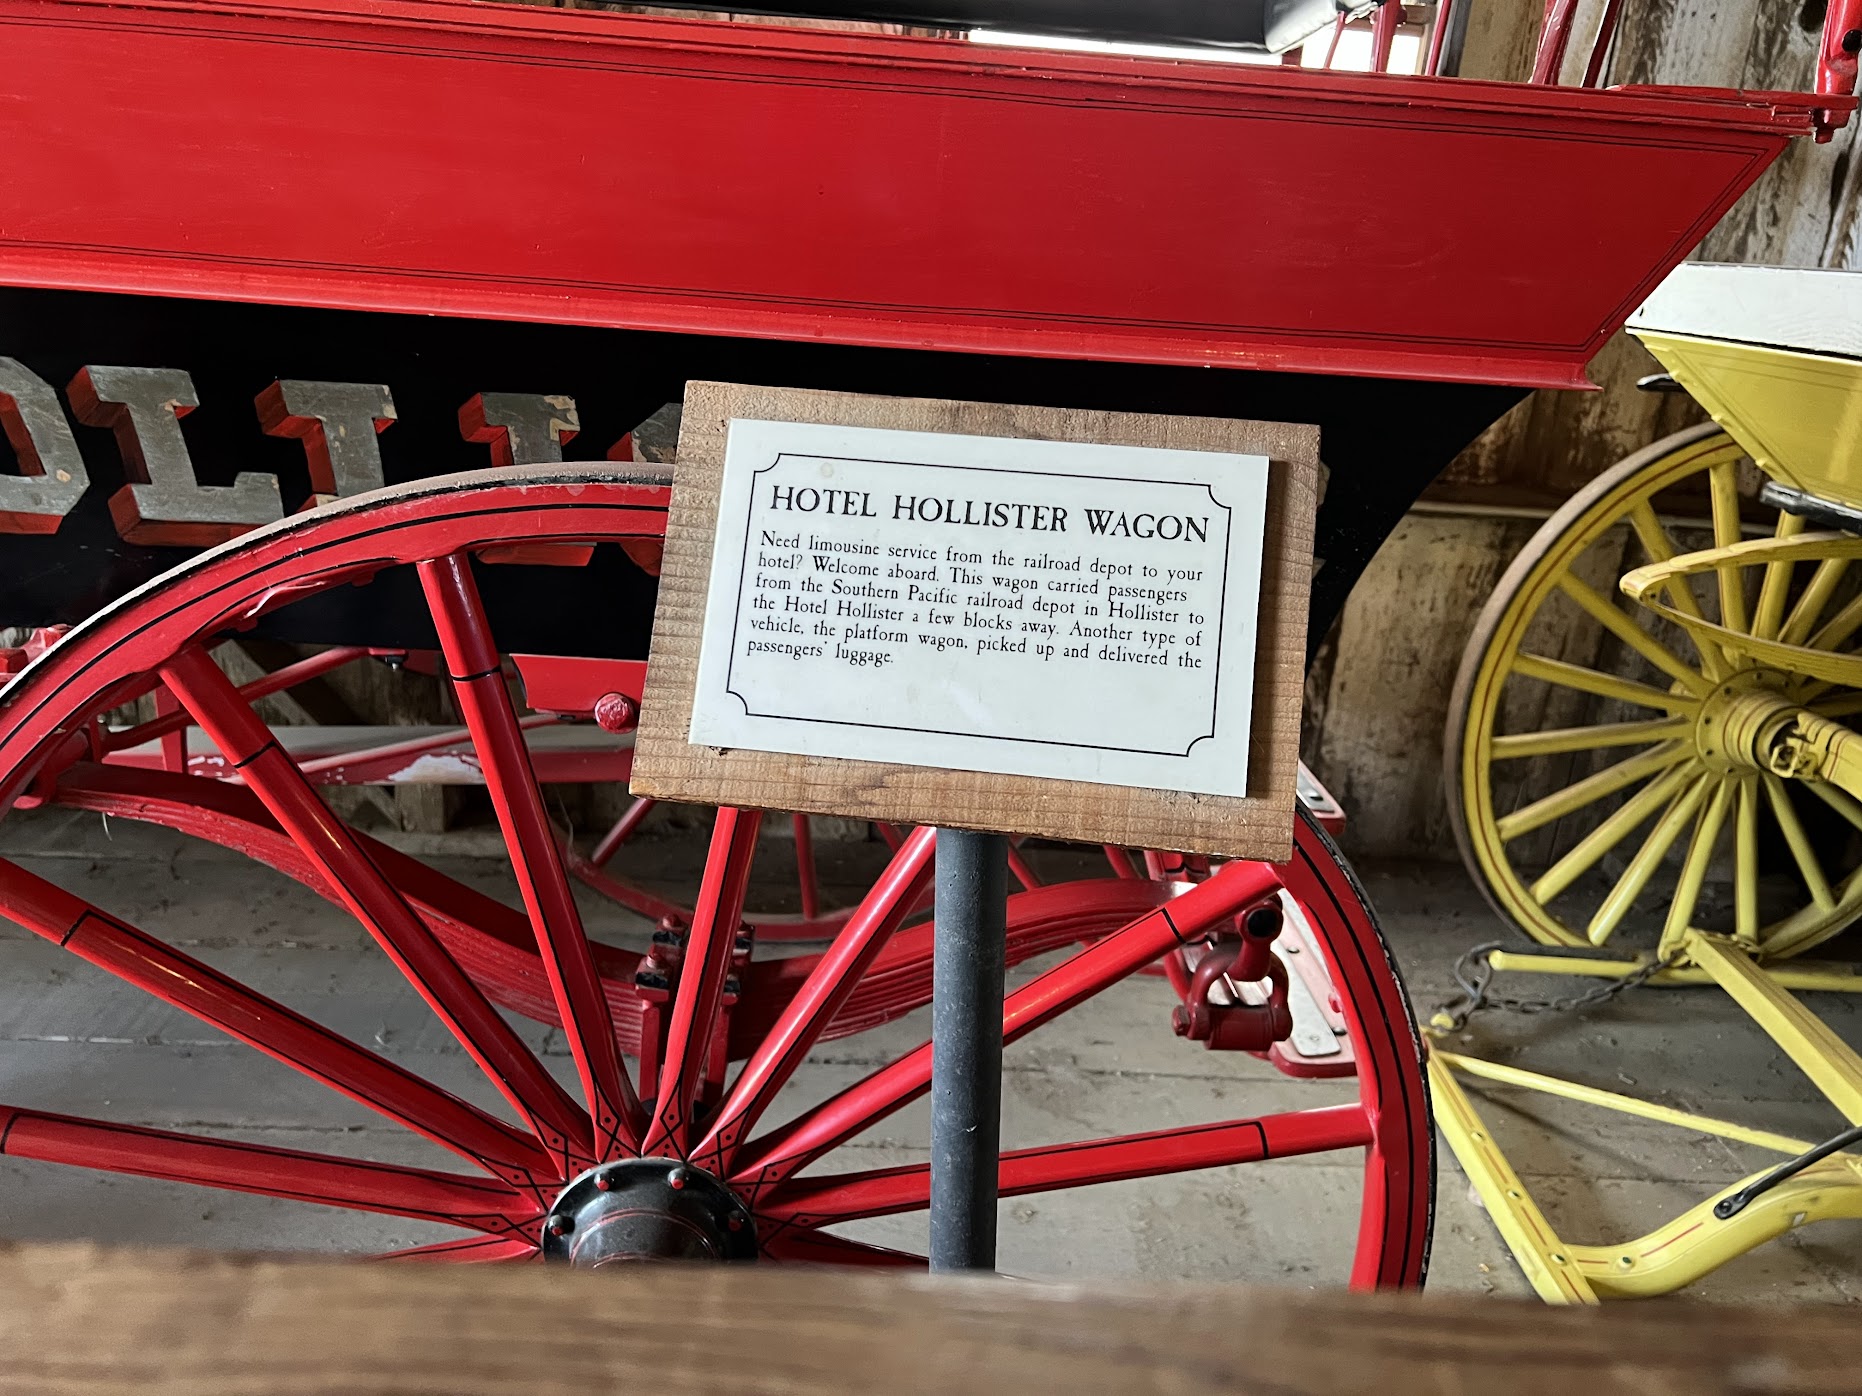 OLLIS
HOTEL HOLLISTER WAGON
Need limousine service from the railroad depot to your
hotel? Welcome aboard. This wagon carried passengers
from the Southern Pacific railroad depot in Hollister to
the Hotel Hollister a few blocks away. Another type of
vehicle, the platform wagon, picked up and delivered the
passengers' luggage.